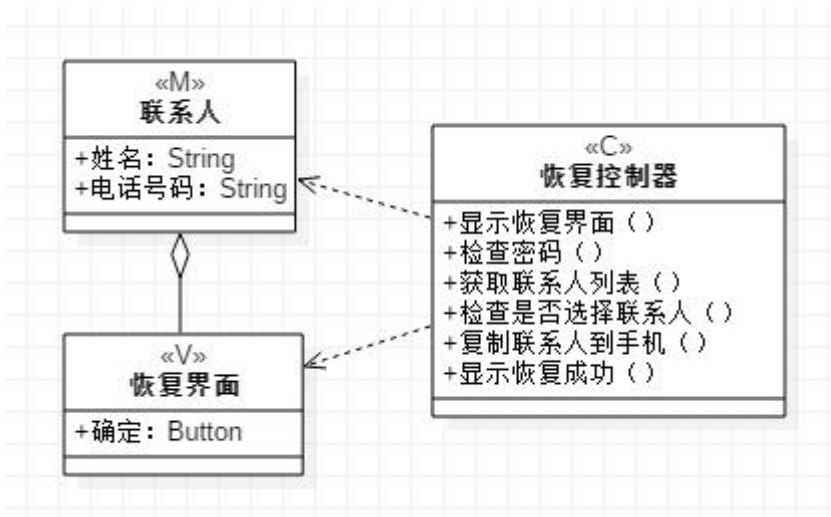 «M»
联系人
+姓名：String
+电话号码：String
«C»
恢复控制器
+显示恢复界面（）
+检查密码（）
+获取联系人列表（）
+检查是否选择联系人（）
+复制联系人到手机（）
+显示恢复成功（）
«V»
恢复界面
+确定：Button